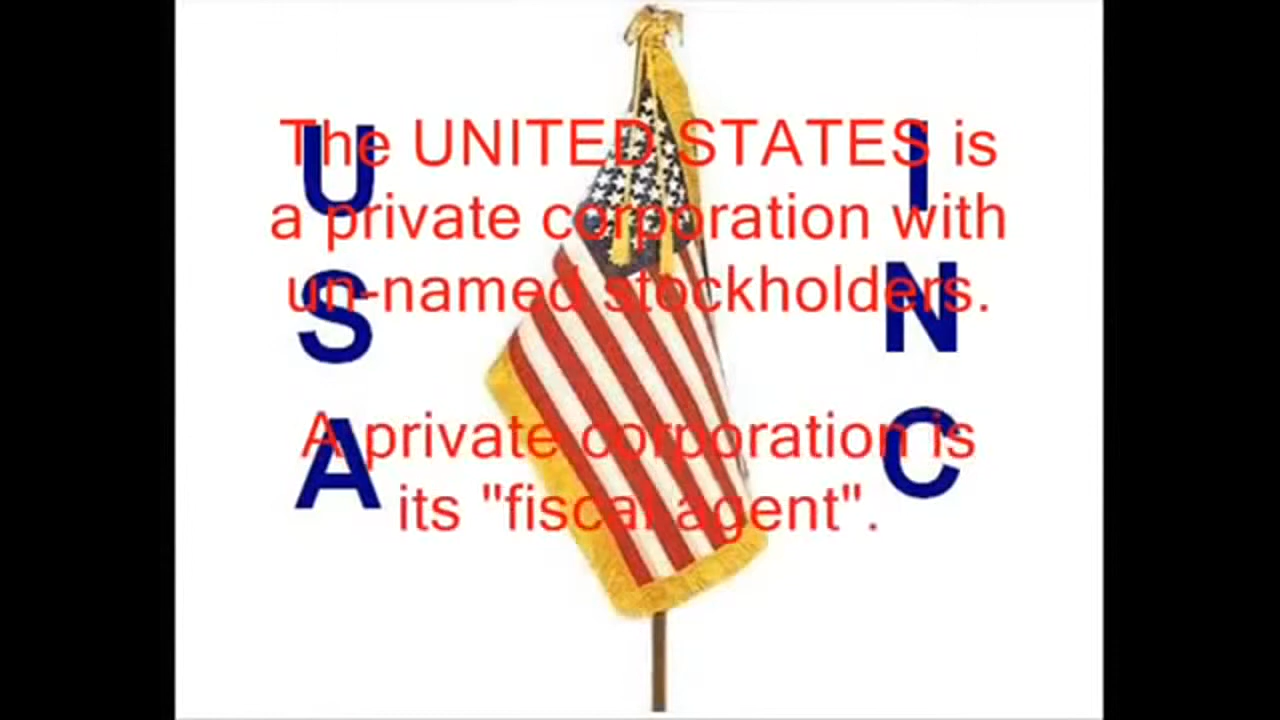 The UNITED STATES is
a private corporation with
un-named stockholders.
A private corporation is
its "fiscal agent".
U
S
A
I
N
C